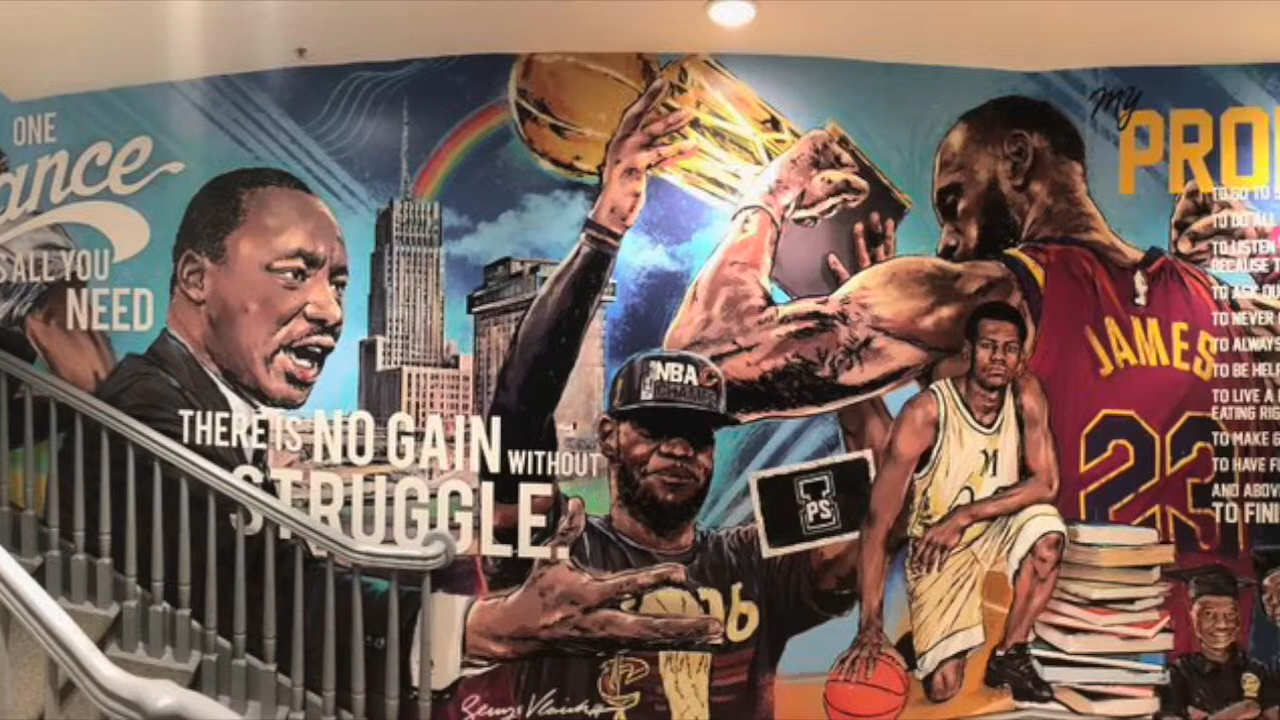 ONE
ance
S ALL YOU
NEED
THERE IS NO GAIN WITHOUT
STRUGGLE.
NBA
I
PS
JAMES
23
My
PRO
TO GO TO
TO DO ALL
TO LISTEN
BECAUSE T
TO ASK QU
TO NEVER
TO ALWAYS
TO BE HELP
TO LIVE A
EATING RIG
TO MAKE G
TO HAVE F
AND ABOV
TO FINI